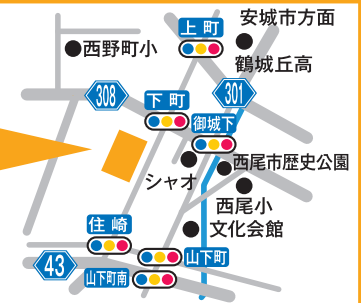 安城市方面
上町
西野町小
鶴城丘高
308
301
下町
御城下
西尾市歴史公園
シャオ
西尾小
住崎
文化会館
山下町
43
山下町南